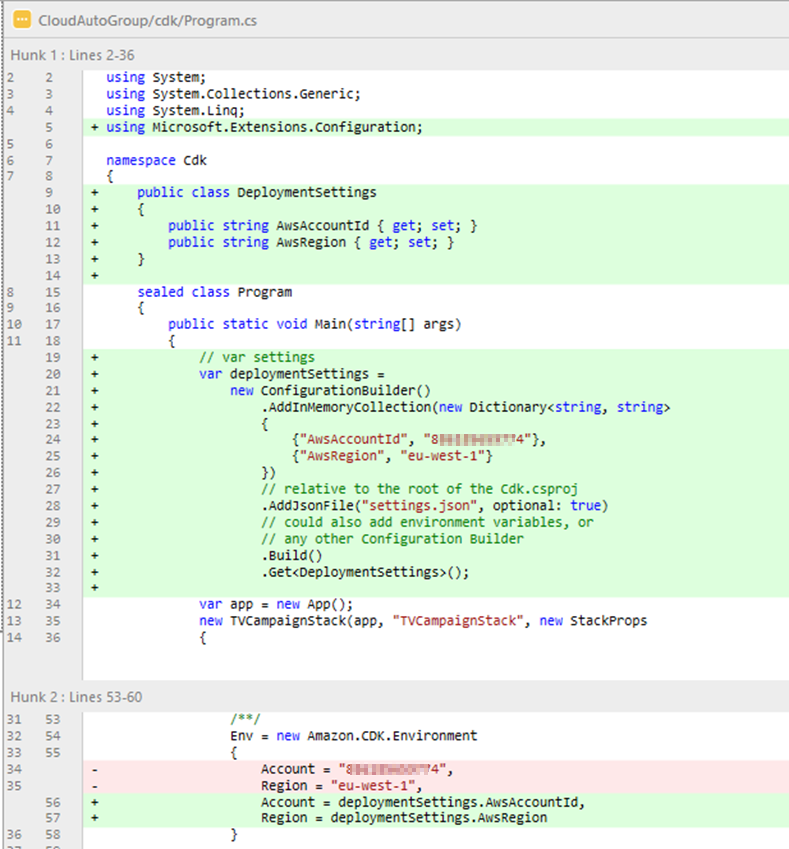 CloudAutoGroup/cdk/Program.cs
Hunk 1 : Lines 2-36
2 2 using System;
3 3 using System.Collections.Generic;
4 4 using System.Linq;
5 + using Microsoft.Extensions.Configuration;
5 6
6 7 namespace Cdk
7 8 {
9 + public class DeploymentSettings
10 + {
11 + public string AwsAccountId { get; set; }
12 + public string AwsRegion { get; set; }
13 + }
14 +
8 15 sealed class Program
9 16 {
10 17 public static void Main(string[] args)
11 18 {
19 + // var settings
20 + var deploymentSettings =
21 + new ConfigurationBuilder()
22 + .AddInMemoryCollection(new Dictionary<string, string>
23 + {
24 + {"AwsAccountId", "8 4"},
25 + {"AwsRegion", "eu-west-1"}
26 + })
27 + // relative to the root of the Cdk.csproj
28 + .AddJsonFile("settings.json", optional: true)
29 + // could also add environment variables, or
30 + // any other Configuration Builder
31 + .Build()
32 + .Get<DeploymentSettings>();
33 +
12 34 var app = new App();
13 35 new TVCampaignStack(app, "TVCampaignStack", new StackProps
14 36 {
Hunk 2 : Lines 53-60
31 53 /**/
32 54 Env = new Amazon.CDK.Environment
33 55 {
34 - Account = "8 4",
35 - Region = "eu-west-1",
56 + Account = deploymentSettings.AwsAccountId,
57 + Region = deploymentSettings.AwsRegion
36 58 }